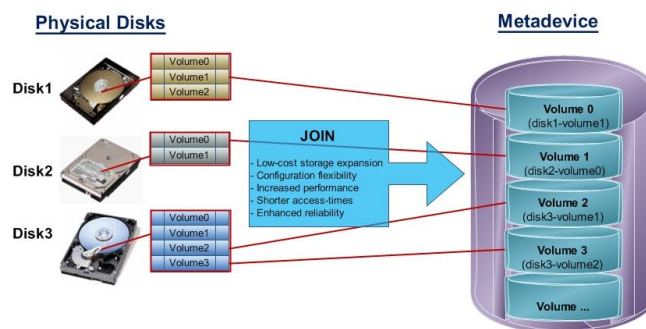 Physical Disks
Metadevice
Disk1
Volume0
Volume1
Volume2
Disk2
Volume0
Volume1
Disk3
Volume0
Volume1
Volume2
Volume3
JOIN
- Low-cost storage expansion
- Configuration flexibility
- Increased performance
- Shorter access-times
- Enhanced reliability
Volume 0
(disk1-volume1)
Volume 1
(disk2-volume0)
Volume 2
(disk3-volume1)
Volume 3
(disk3-volume2)
Volume ...